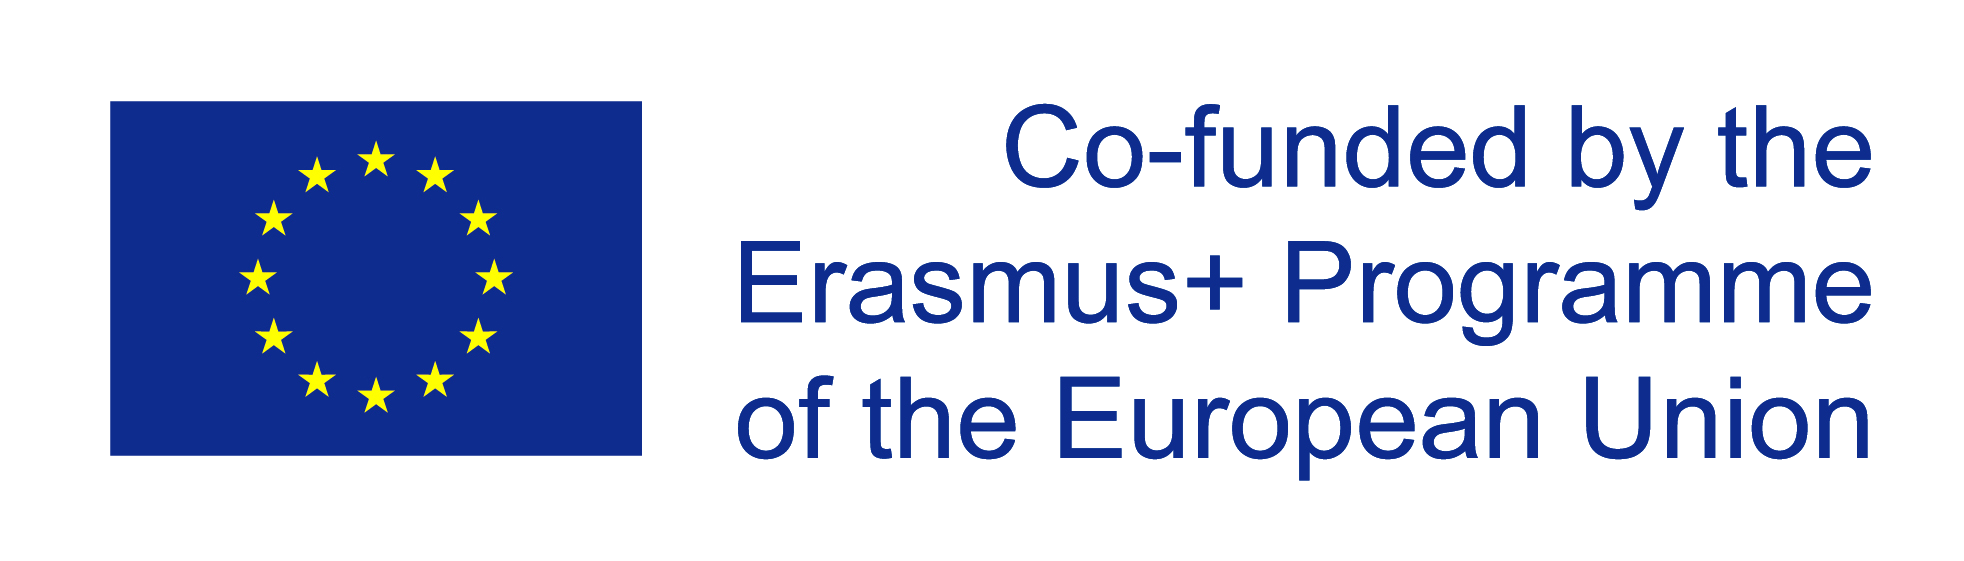 Co-funded by the
Erasmus+ Programme
of the European Union